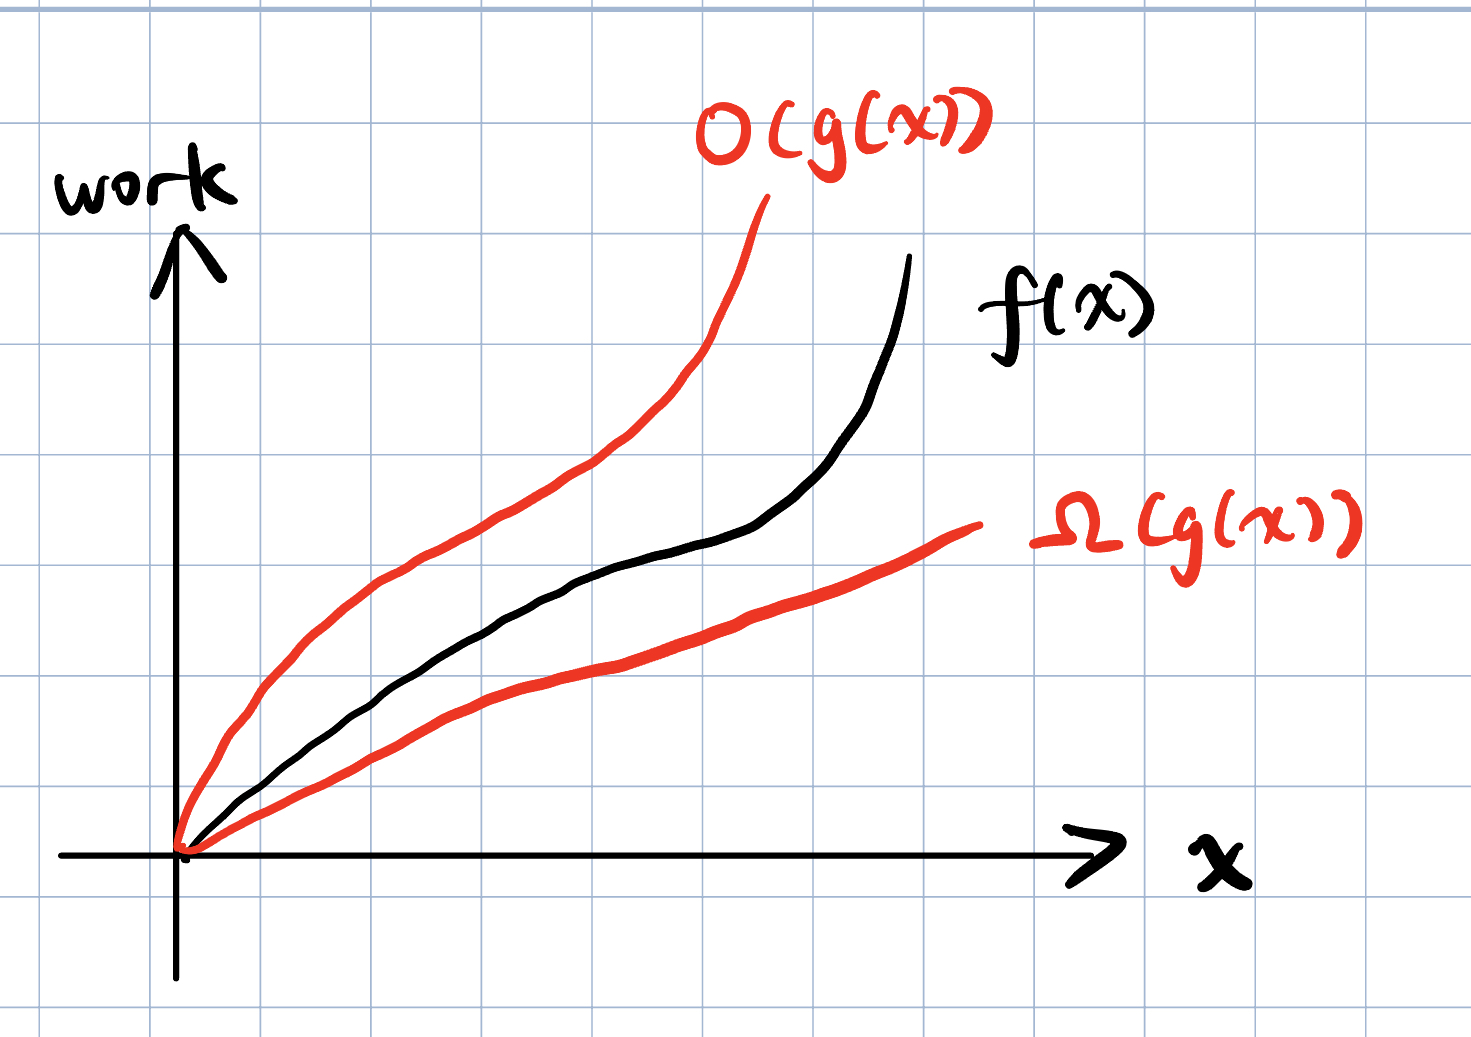 O(g(x))
work
f(x)
Ω(g(x))
x